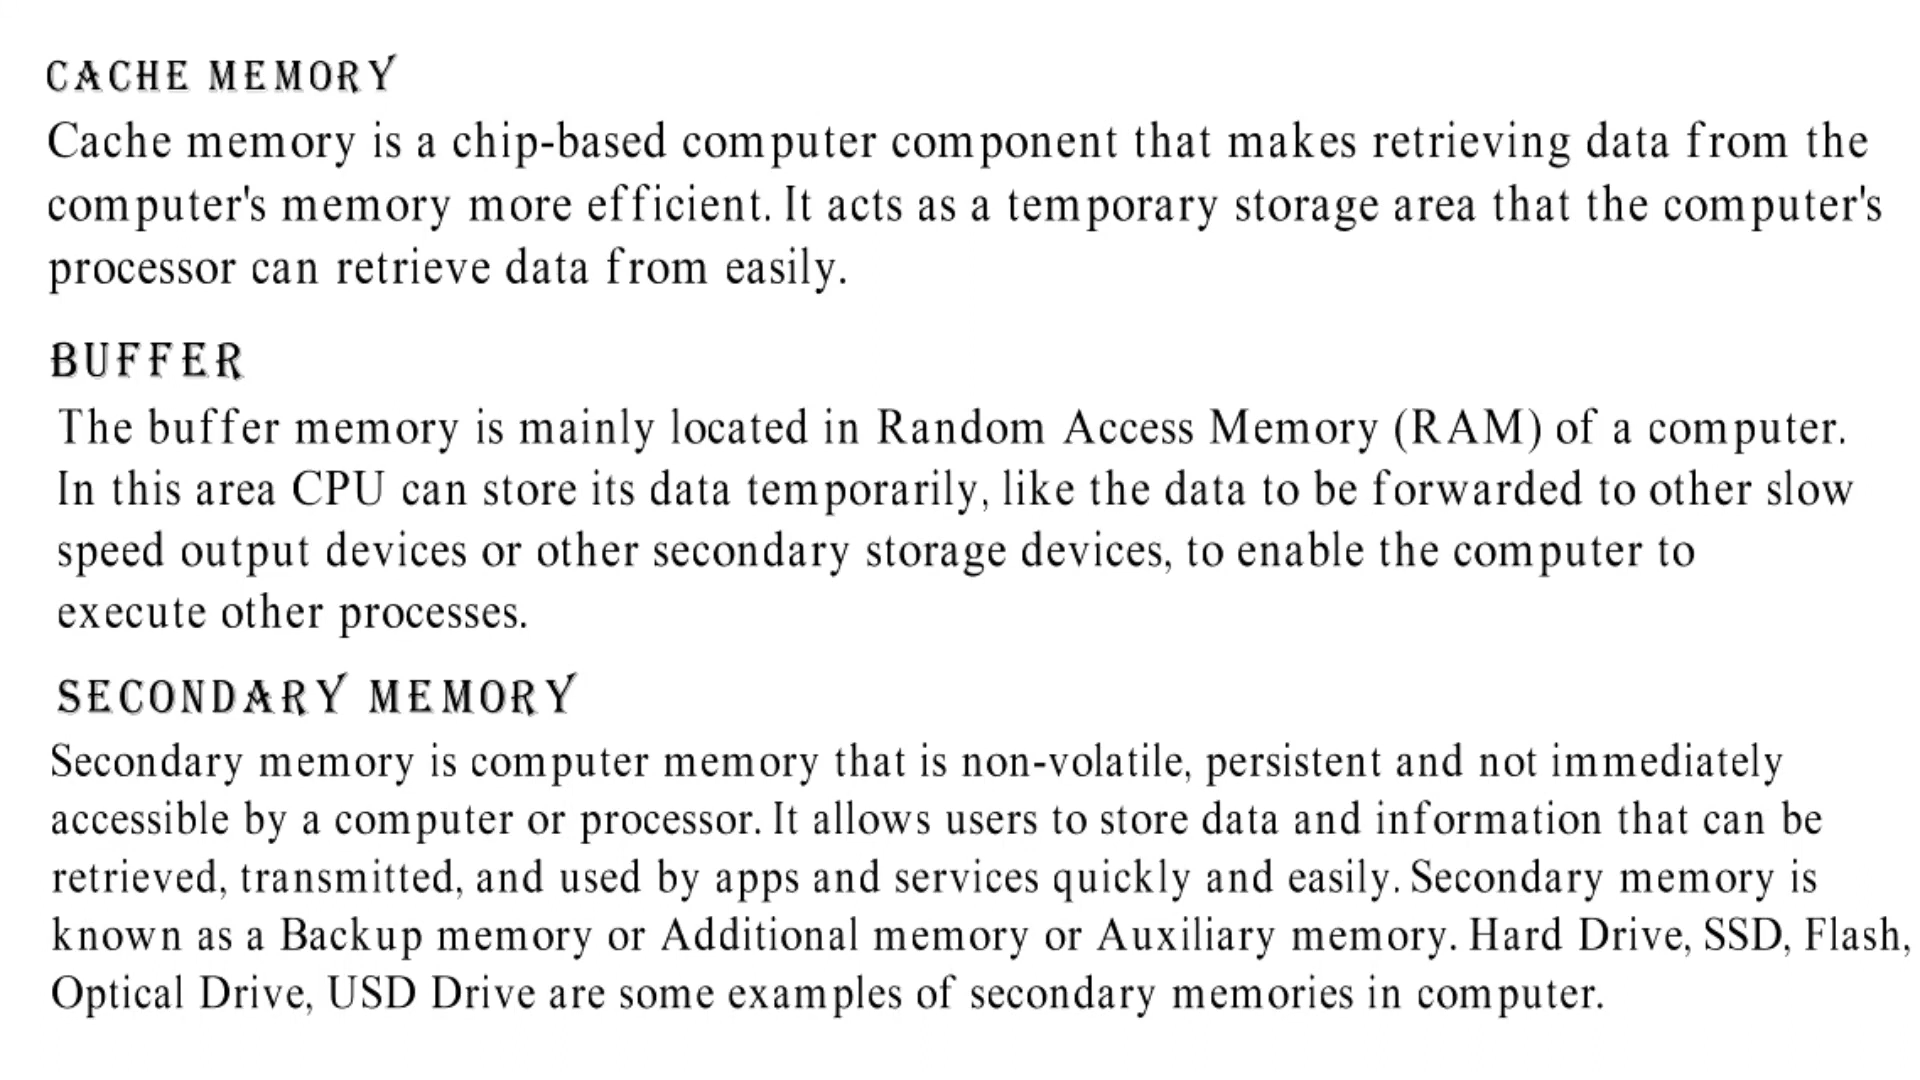 CACHE MEMORY
Cache memory is a chip-based computer component that makes retrieving data from the
computer's memory more efficient. It acts as a temporary storage area that the computer's
processor can retrieve data from easily.
BUFFER
The buffer memory is mainly located in Random Access Memory (RAM) of a computer.
In this area CPU can store its data temporarily, like the data to be forwarded to other slow
speed output devices or other secondary storage devices, to enable the computer to
execute other processes.
SECONDARY MEMORY
Secondary memory is computer memory that is non-volatile, persistent and not immediately
accessible by a computer or processor. It allows users to store data and information that can be
retrieved, transmitted, and used by apps and services quickly and easily. Secondary memory is
known as a Backup memory or Additional memory or Auxiliary memory. Hard Drive, SSD, Flash,
Optical Drive, USD Drive are some examples of secondary memories in computer.